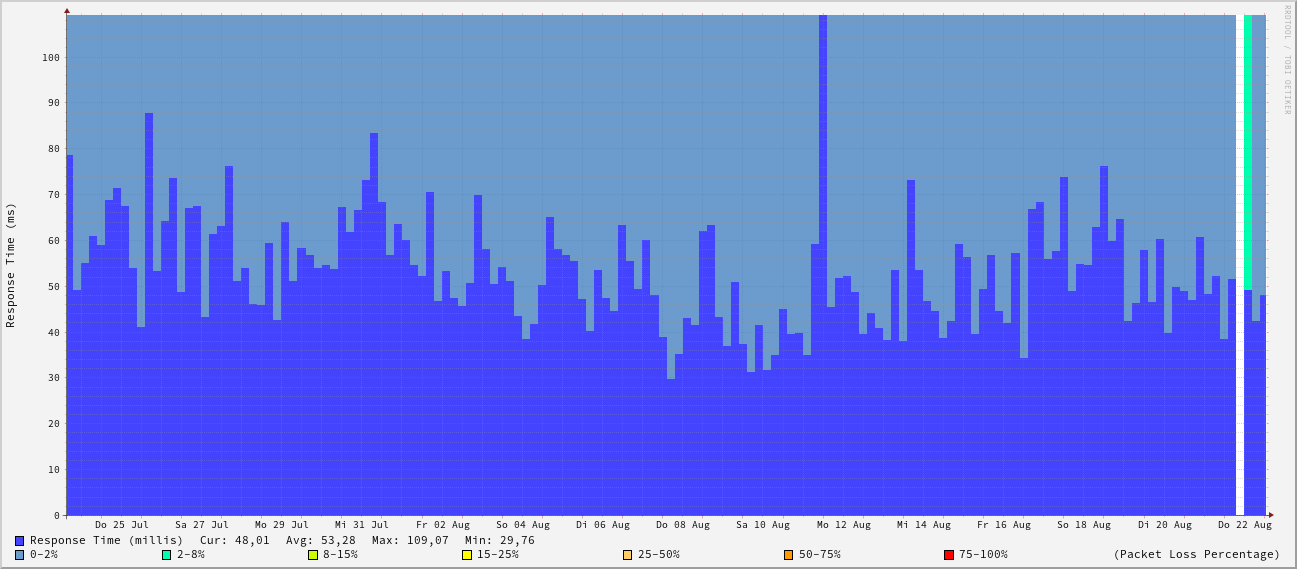 RRDTOOL / TOBI OETIKER
Response Time (ms)
100
90
80
70
60
50
40
30
20
10
0
Do 25 Jul Sa 27 Jul Mo 29 Jul Mi 31 Jul Fr 02 Aug So 04 Aug Di 06 Aug Do 08 Aug Sa 10 Aug Mo 12 Aug Mi 14 Aug Fr 16 Aug So 18 Aug Di 20 Aug Do 22 Aug
Response Time (millis) Cur: 48,01 Avg: 53,28 Max: 109,07 Min: 29,76
0-2% 2-8% 8-15% 15-25% 25-50% 50-75% 75-100% (Packet Loss Percentage)